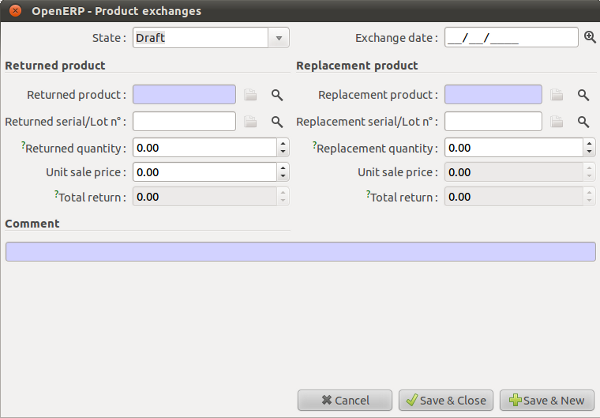 OpenERP - Product exchanges
State : Draft Exchange date : __/__/____
Returned product Replacement product
Returned product : Replacement product :
Returned serial/Lot n° : Replacement serial/Lot n° :
?Returned quantity : 0.00 ?Replacement quantity : 0.00
Unit sale price : 0.00 Unit sale price : 0.00
?Total return : 0.00 ?Total return : 0.00
Comment
Cancel Save & Close Save & New